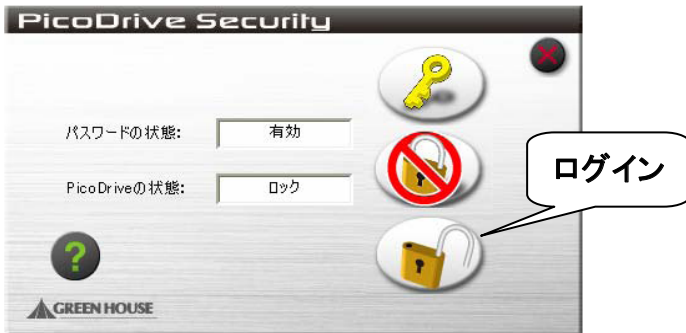 PicoDrive Security
パスワードの状態:
有効
PicoDriveの状態:
ロック
ログイン
?
GREEN HOUSE